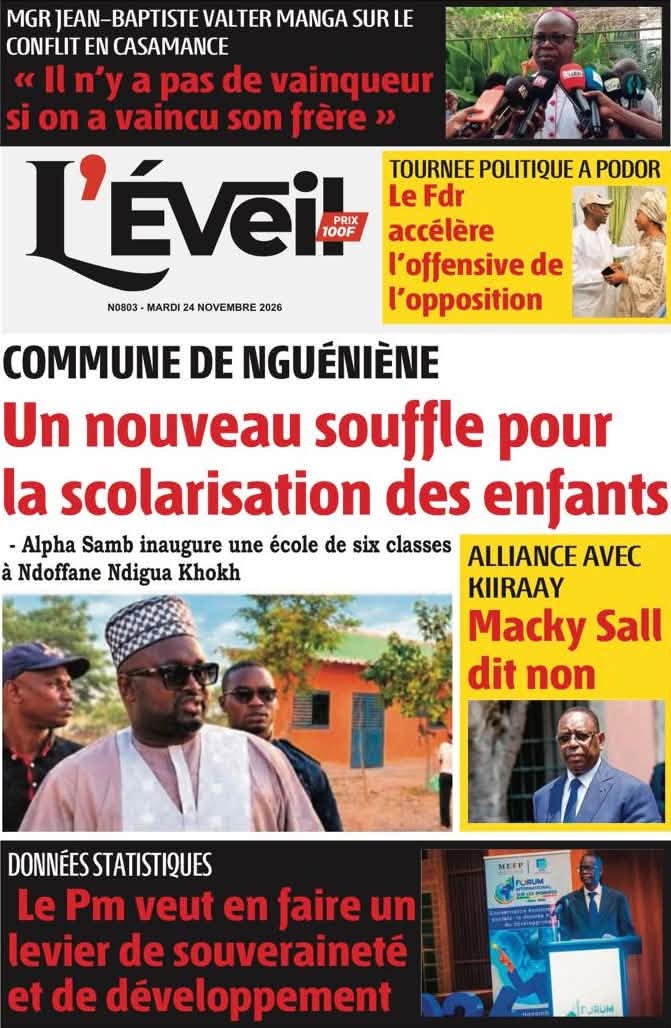 MGR JEAN-BAPTISTE VALTER MANGA SUR LE
CONFLIT EN CASAMANCE
« Il n'y a pas de vainqueur
si on a vaincu son frère »
L'Éveil
PRIX
100F
N0803 - MARDI 24 NOVEMBRE 2026
TOURNEE POLITIQUE A PODOR
Le Fdr
accélère
l'offensive de
l'opposition
COMMUNE DE NGUÉNIÈNE
Un nouveau souffle pour
la scolarisation des enfants
- Alpha Samb inaugure une école de six classes
à Ndoffane Ndigua Khokh
ALLIANCE AVEC
KIIRAAY
Macky Sall
dit non
DONNÉES STATISTIQUES
Le Pm veut en faire un
levier de souveraineté
et de développement
MEFP
FORUM
INTERNATIONAL
FORUM